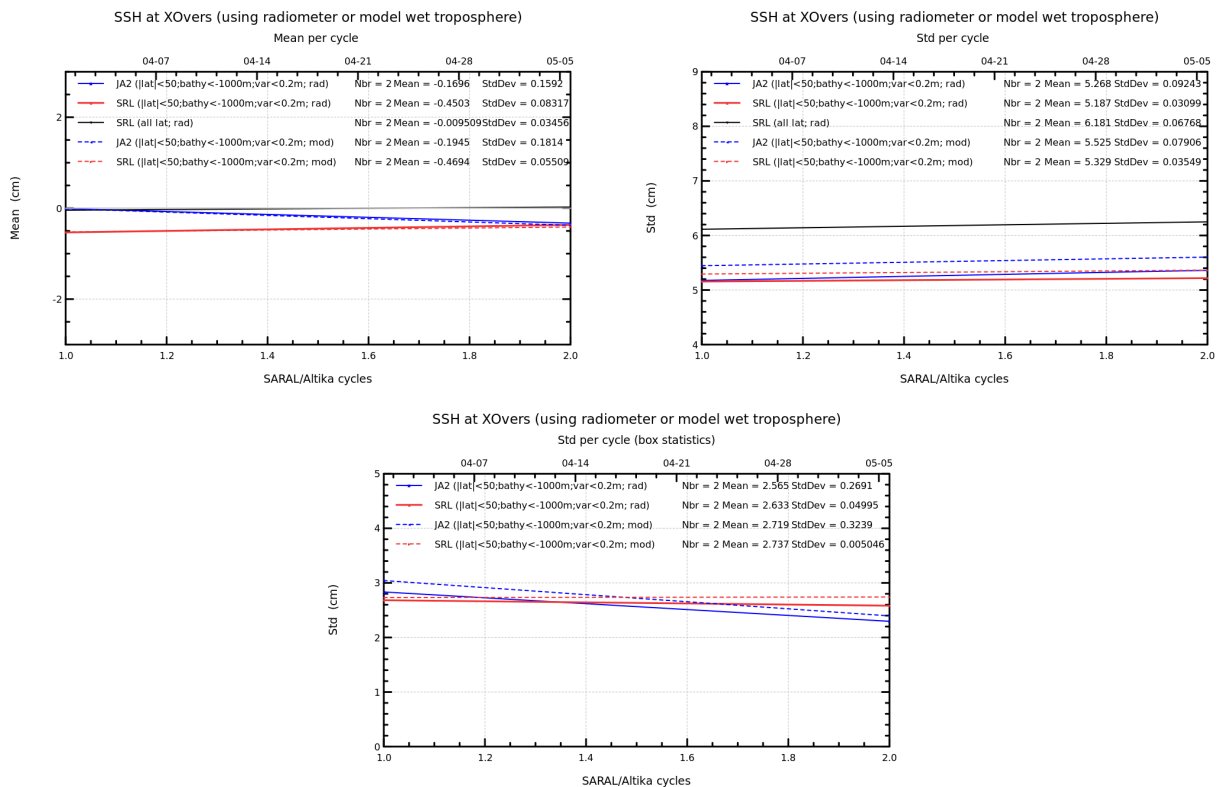 SSH at XOvers (using radiometer or model wet troposphere)
Mean per cycle
04-07 04-14 04-21 04-28 05-05
JA2 (|lat|<50;bathy<-1000m;var<0.2m; rad) Nbr = 2 Mean = -0.1696 StdDev = 0.1592
SRL (|lat|<50;bathy<-1000m;var<0.2m; rad) Nbr = 2 Mean = -0.4503 StdDev = 0.08317
SRL (all lat; rad) Nbr = 2 Mean = -0.009509 StdDev = 0.03456
JA2 (|lat|<50;bathy<-1000m;var<0.2m; mod) Nbr = 2 Mean = -0.1945 StdDev = 0.1814
SRL (|lat|<50;bathy<-1000m;var<0.2m; mod) Nbr = 2 Mean = -0.4694 StdDev = 0.05509
2
0
-2
Mean (cm)
1.0 1.2 1.4 1.6 1.8 2.0
SARAL/Altika cycles
SSH at XOvers (using radiometer or model wet troposphere)
Std per cycle
04-07 04-14 04-21 04-28 05-05
JA2 (|lat|<50;bathy<-1000m;var<0.2m; rad) Nbr = 2 Mean = 5.268 StdDev = 0.09243
SRL (|lat|<50;bathy<-1000m;var<0.2m; rad) Nbr = 2 Mean = 5.187 StdDev = 0.03099
SRL (all lat; rad) Nbr = 2 Mean = 6.181 StdDev = 0.06768
JA2 (|lat|<50;bathy<-1000m;var<0.2m; mod) Nbr = 2 Mean = 5.525 StdDev = 0.07906
SRL (|lat|<50;bathy<-1000m;var<0.2m; mod) Nbr = 2 Mean = 5.329 StdDev = 0.03549
9
8
7
6
5
4
Std (cm)
1.0 1.2 1.4 1.6 1.8 2.0
SARAL/Altika cycles
SSH at XOvers (using radiometer or model wet troposphere)
Std per cycle (box statistics)
04-07 04-14 04-21 04-28 05-05
JA2 (|lat|<50;bathy<-1000m;var<0.2m; rad) Nbr = 2 Mean = 2.565 StdDev = 0.2691
SRL (|lat|<50;bathy<-1000m;var<0.2m; rad) Nbr = 2 Mean = 2.633 StdDev = 0.04995
JA2 (|lat|<50;bathy<-1000m;var<0.2m; mod) Nbr = 2 Mean = 2.719 StdDev = 0.3239
SRL (|lat|<50;bathy<-1000m;var<0.2m; mod) Nbr = 2 Mean = 2.737 StdDev = 0.005046
5
4
3
2
1
0
Std (cm)
1.0 1.2 1.4 1.6 1.8 2.0
SARAL/Altika cycles